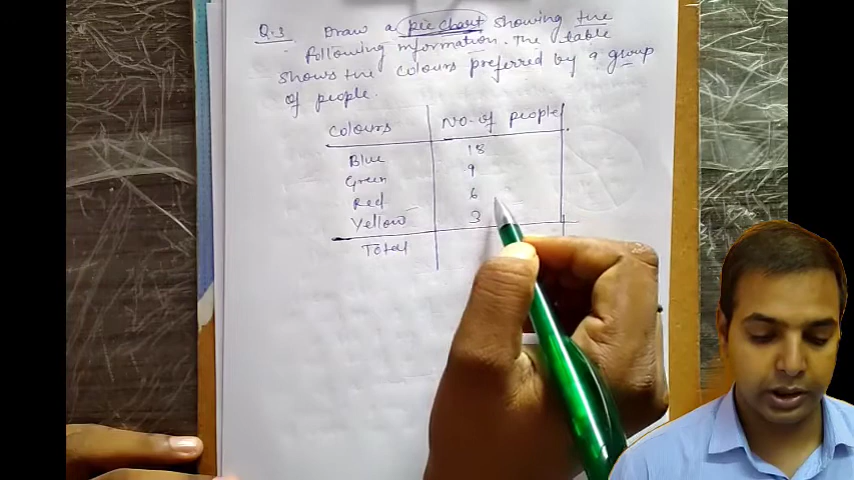 Q.3 Draw a pie chart showing the
following information. The table
shows the colours preferred by a group
of people.
Colours No. of people
Blue 18
Green 9
Red 6
Yellow 3
Total